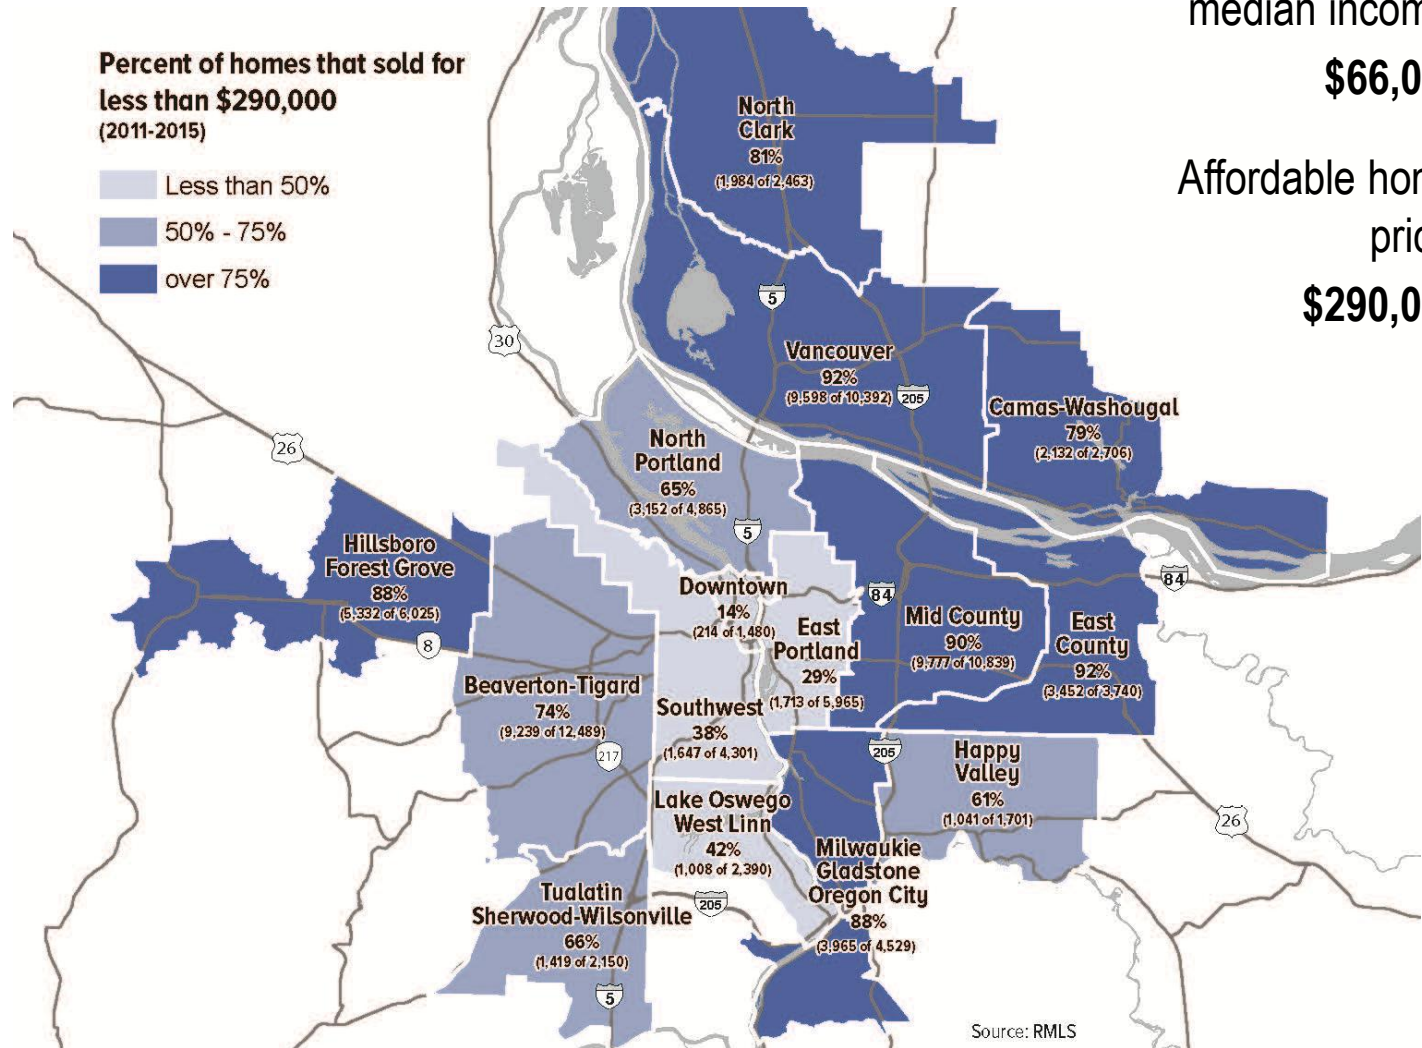 Percent of homes that sold for
less than $290,000
(2011-2015)
Less than 50%
50% - 75%
over 75%
median incom
$66,0
Affordable hor
pric
$290,0
North
Clark
81%
(1,984 of 2,463)
5
30
Vancouver
92%
(9,598 of 10,392)
205
Camas-Washougal
79%
(2,132 of 2,706)
26
North
Portland
65%
(3,152 of 4,865)
5
Hillsboro
Forest Grove
88%
(5,332 of 6,025)
8
Downtown
14%
(214 of 1,480)
84
84
East
Portland
29%
(1,713 of 5,965)
Mid County
90%
(9,777 of 10,839)
East
County
92%
(3,452 of 3,740)
Beaverton-Tigard
74%
(9,239 of 12,489)
217
Southwest
38%
(1,647 of 4,301)
205
Happy
Valley
61%
(1,041 of 1,701)
26
Lake Oswego
West Linn
42%
(1,008 of 2,390)
Milwaukie
Gladstone
Oregon City
88%
(3,965 of 4,529)
205
Tualatin
Sherwood-Wilsonville
66%
(1,419 of 2,150)
5
Source: RMLS